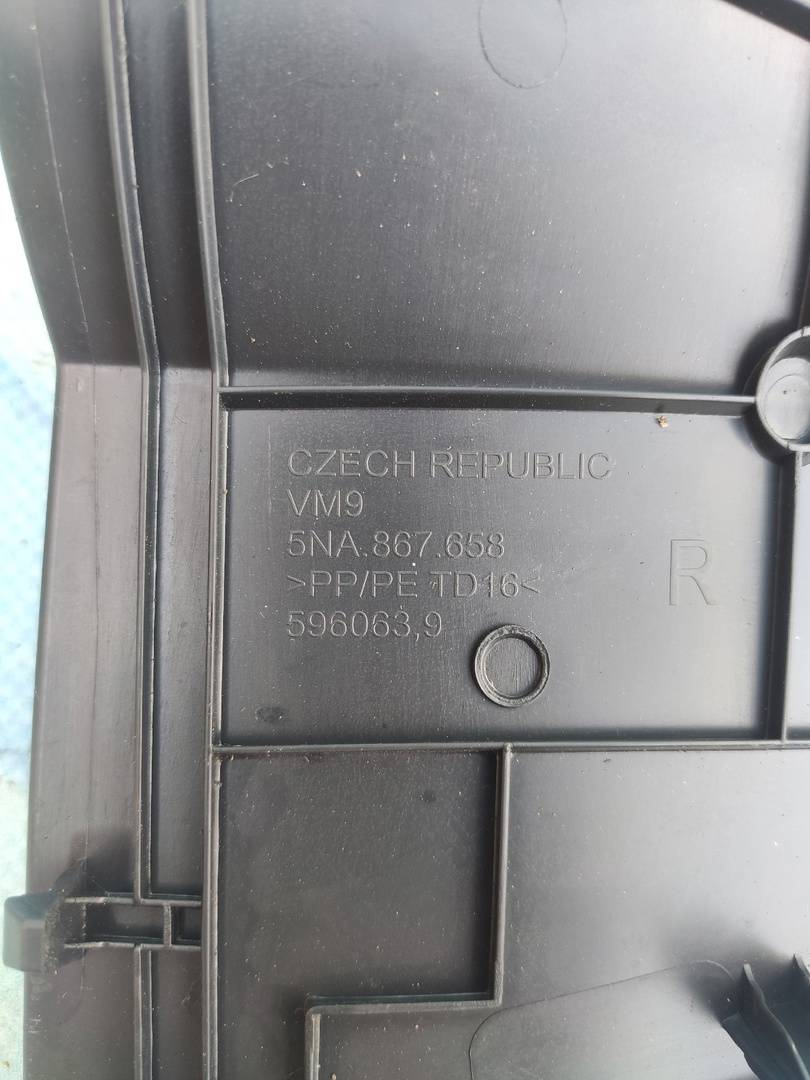 CZECH REPUBLIC
VM9
5NA.867.658
>PP/PE TD16<
596063,9
R